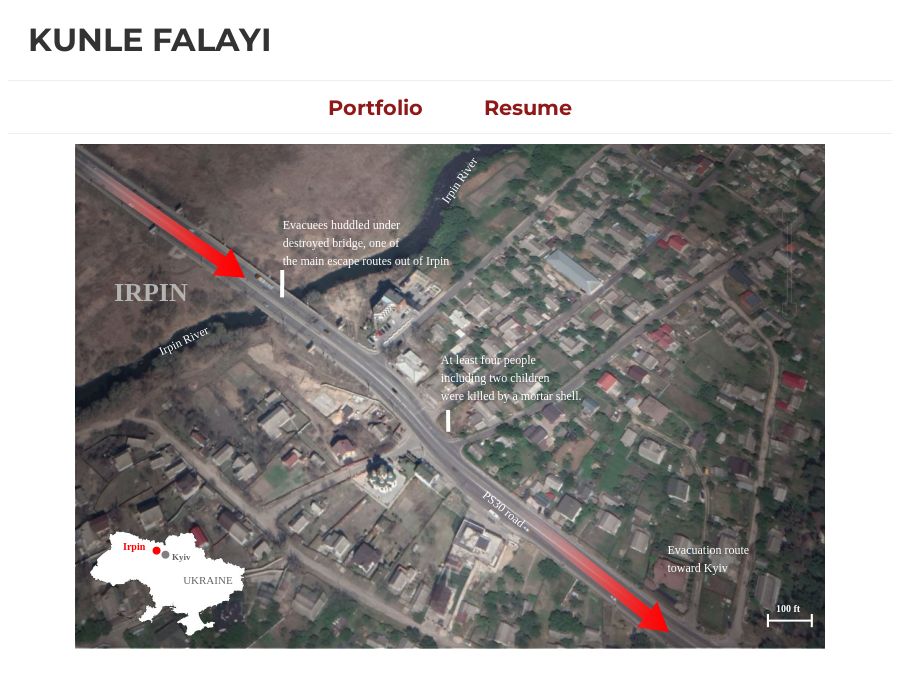 KUNLE FALAYI
Portfolio
Resume
Irpin River
Evacuees huddled under
destroyed bridge, one of
the main escape routes out of Irpin
IRPIN
Irpin River
At least four people
including two children
were killed by a mortar shell.
PS30 road
Evacuation route
toward Kyiv
Irpin
Kyiv
UKRAINE
100 ft